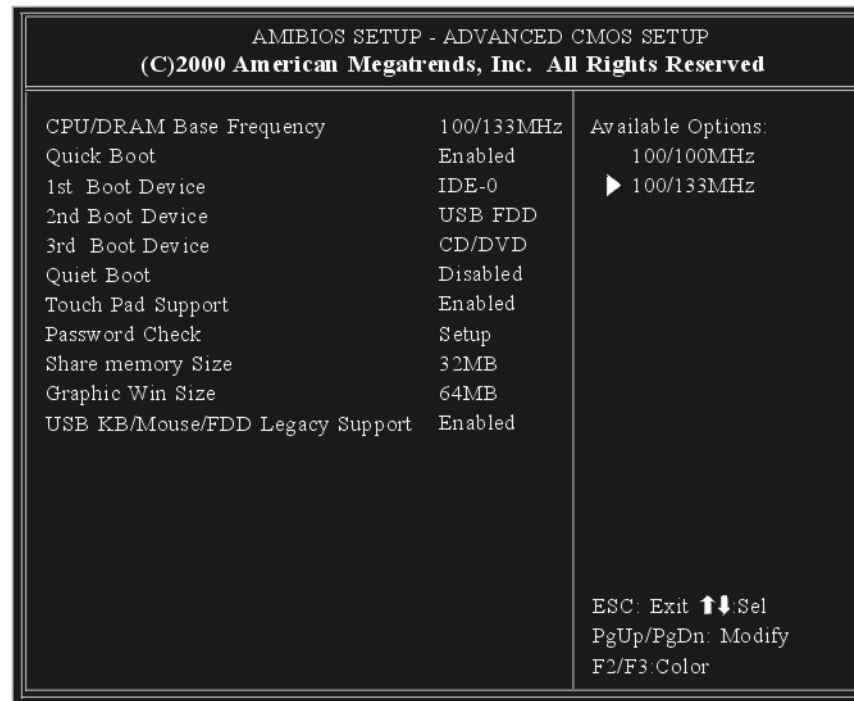 AMIBIOS SETUP - ADVANCED CMOS SETUP
(C)2000 American Megatrends, Inc. All Rights Reserved
CPU/DRAM Base Frequency 100/133MHz
Quick Boot Enabled
1st Boot Device IDE-0
2nd Boot Device USB FDD
3rd Boot Device CD/DVD
Quiet Boot Disabled
Touch Pad Support Enabled
Password Check Setup
Share memory Size 32MB
Graphic Win Size 64MB
USB KB/Mouse/FDD Legacy Support Enabled
Available Options:
100/100MHz
▶ 100/133MHz
ESC: Exit ⬆⬇:Sel
PgUp/PgDn: Modify
F2/F3:Color